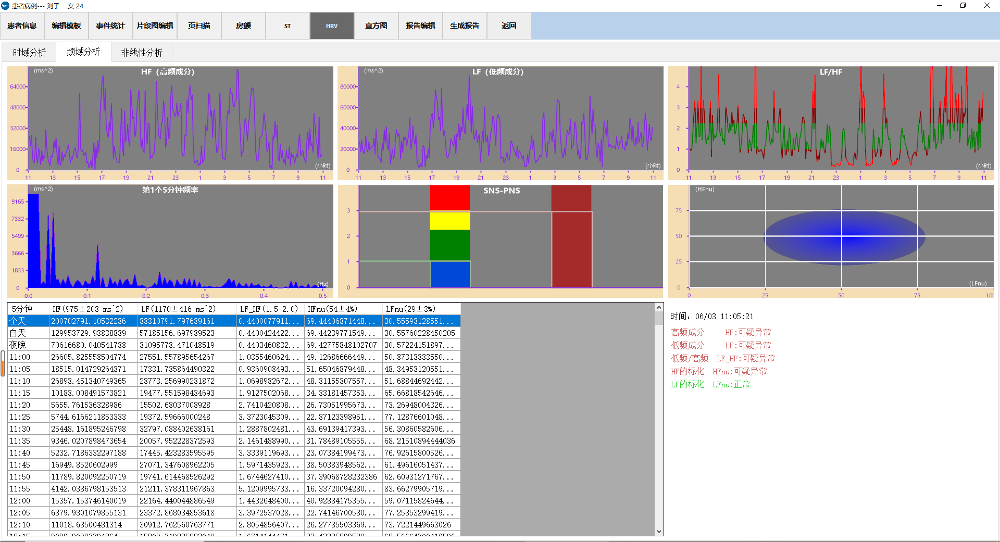 患者病例--- 刘子   女 24
患者信息 编辑模板 事件统计 片段图编辑 页扫描 房颤 ST HRV 直方图 报告编辑 生成报告 返回
时域分析 频域分析 非线性分析
(ms^2) HF（高频成分）
64000
48000
32000
16000
0
(小时)
11 13 15 17 19 21 23 1 3 5 7 9 11
(ms^2) LF（低频成分）
80000
60000
40000
20000
0
(小时)
11 13 15 17 19 21 23 1 3 5 7 9 11
LF/HF
4
3
2
1
0
(小时)
11 13 15 17 19 21 23 1 3 5 7 9 11
(ms^2) 第1个5分钟频率
9165
7332
5499
3666
1833
0
(Hz)
0.0 0.1 0.2 0.3 0.4 0.5
SNS-PNS
3
2
1
0
(HFnu)
75
50
25
0
(LFnu)
0 25 50 75 100
5分钟 HF(975±203 ms^2) LF(1170±416 ms^2) LF_HF(1.5-2.0) HFnu(54±4%) LFnu(29±3%)
全天 200702791.10532236 88310791.797639161 0.4400077911... 69.44406871448... 30.55593128551...
白天 129953729.93838839 57185156.697989523 0.4400424422... 69.44239771549... 30.55760228450205
夜晚 70616680.040541738 31095778.471048519 0.4403460832... 69.42775848102707 30.57224151897...
11:00 26605.825558504774 27551.557895654267 1.0355460624... 49.12686666449... 50.87313333550...
11:05 18515.014729264371 17331.735864490322 0.9360908493... 51.65046879448... 48.34953120551...
11:10 26893.451340749365 28773.256990231872 1.0698982672... 48.31155307557... 51.68844692442...
11:15 10183.008491573821 19477.551598434693 1.9127502068... 34.33181457353... 65.66818542646...
11:20 5655.761536328986 15502.68037008928 2.7410420808... 26.73051995673... 73.26948004326...
11:25 5744.6166211853333 19372.59666000248 3.3723045309... 22.87123398951... 77.12876601048...
11:30 25448.161895246798 32797.088402638161 1.2887802481... 43.69139417393... 56.30860582606...
11:35 9346.0207898473654 20057.952228372593 2.1461488990... 31.78489105555... 68.21510894444036
11:40 5232.7186332297188 17445.423283595595 3.3339119693... 23.07384199473... 76.92615800526...
11:45 16949.8520602999 27071.347608962205 1.5971435923... 38.50383948562... 61.49616051437...
11:50 11789.820092250719 19741.614468526292 1.6744627410... 37.39068728232386 62.60931271767...
11:55 4142.0386798153513 21211.378311967863 5.1209995733... 16.33720094280... 83.66279905719...
12:00 15357.153746140019 22164.440044886549 1.4432648400... 40.92884175355... 59.07115824644...
12:05 6879.9301079855131 23372.868034853618 3.3972537028... 22.74146700580... 77.25853299419...
12:10 11018.68500481314 30912.762560763771 2.8054856407... 26.27785503369... 73.7221449663026
时间: 06/03 11:05:21
高频成分 HF:可疑异常
低频成分 LF:可疑异常
低频/高频 LF_HF:可疑异常
HF的标化 HFnu:可疑异常
LF的标化 LFnu:正常